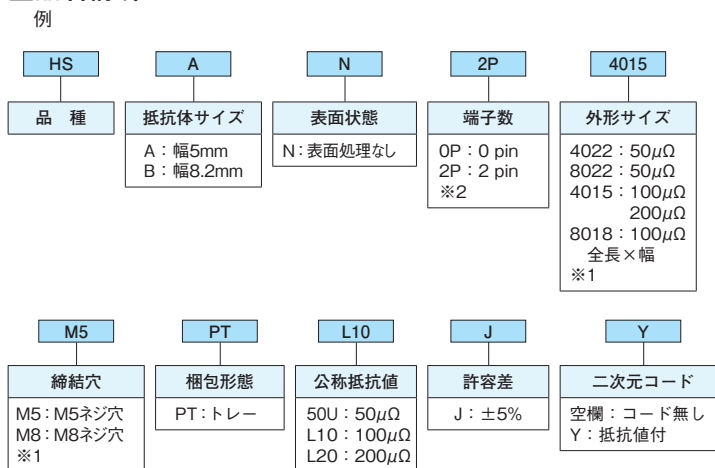 例
HS
A
N
2P
4015
品 種
抵抗体サイズ
表面状態
端子数
外形サイズ
A：幅5mm
B：幅8.2mm
N：表面処理なし
0P：0 pin
2P：2 pin
※2
4022：50μΩ
8022：50μΩ
4015：100μΩ
200μΩ
8018：100μΩ
全長×幅
※1
M5
PT
L10
J
Y
締結穴
梱包形態
公称抵抗値
許容差
二次元コード
M5：M5ネジ穴
M8：M8ネジ穴
※1
PT：トレー
50U：50μΩ
L10：100μΩ
L20：200μΩ
J：±5%
空欄：コード無し
Y：抵抗値付